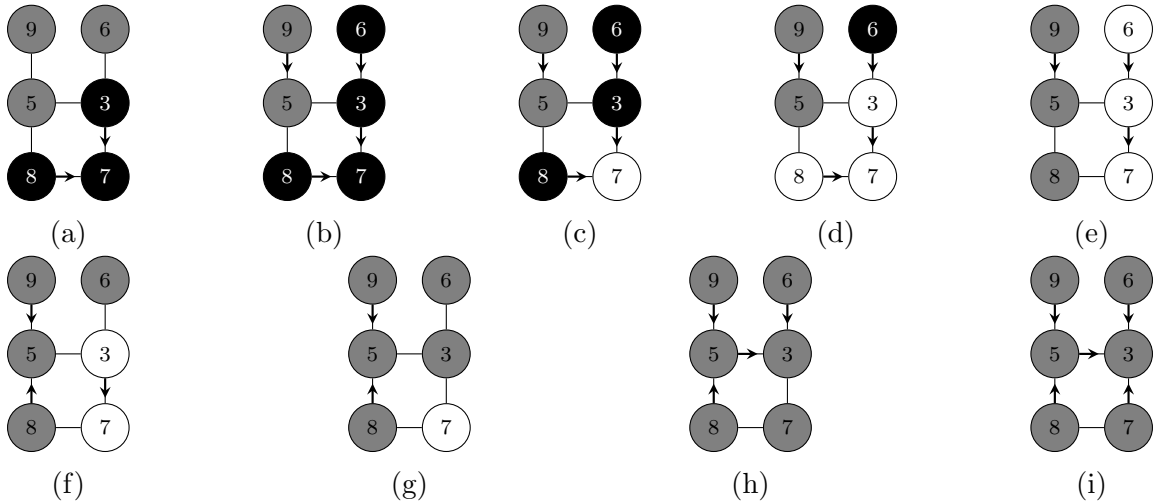 9 6 9 6 9 6 9 6 9 6
5 3 5 3 5 3 5 3 5 3
8 7 8 7 8 7 8 7 8 7
(a) (b) (c) (d) (e)
9 6 9 6 9 6 9 6
5 3 5 3 5 3 5 3
8 7 8 7 8 7 8 7
(f) (g) (h) (i)